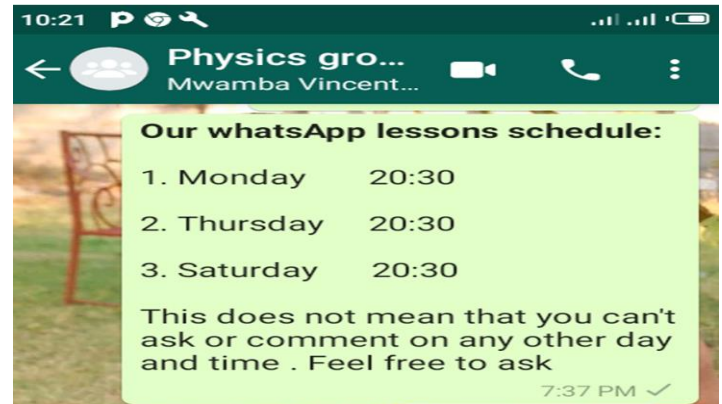 10:21
Physics gro...
Mwamba Vincent...
Our whatsApp lessons schedule:
1. Monday 20:30
2. Thursday 20:30
3. Saturday 20:30
This does not mean that you can't
ask or comment on any other day
and time . Feel free to ask
7:37 PM